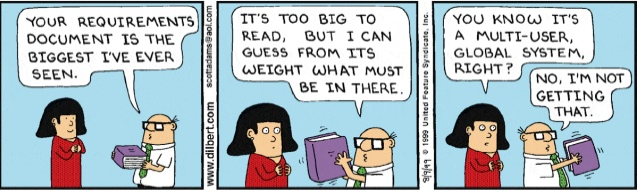 YOUR REQUIREMENTS
DOCUMENT IS THE
BIGGEST I'VE EVER
SEEN.
www.dilbert.com
scottadams@aol.com
IT'S TOO BIG TO
READ, BUT I CAN
GUESS FROM ITS
WEIGHT WHAT MUST
BE IN THERE.
9/7/99 © 1999 United Feature Syndicate, Inc.
YOU KNOW IT'S
A MULTI-USER,
GLOBAL SYSTEM,
RIGHT?
NO, I'M NOT
GETTING
THAT.